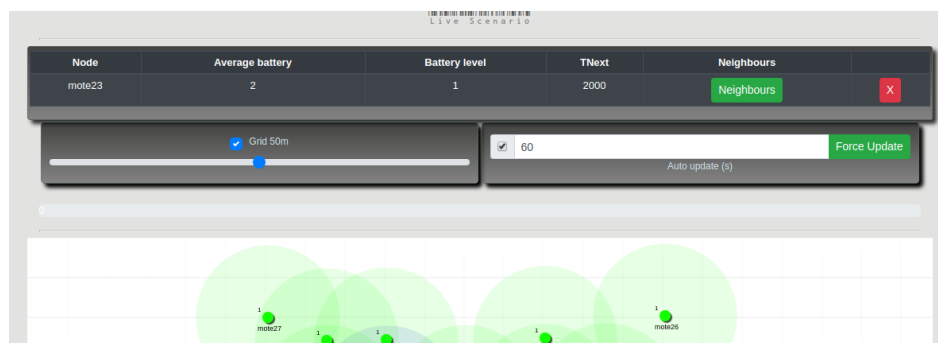 Live Scenario
Node Average battery Battery level TNext Neighbours
mote23 2 1 2000 Neighbours X
Grid 50m
60 Force Update
Auto update (s)
0
1
mote27
1
1
1
1
mote26